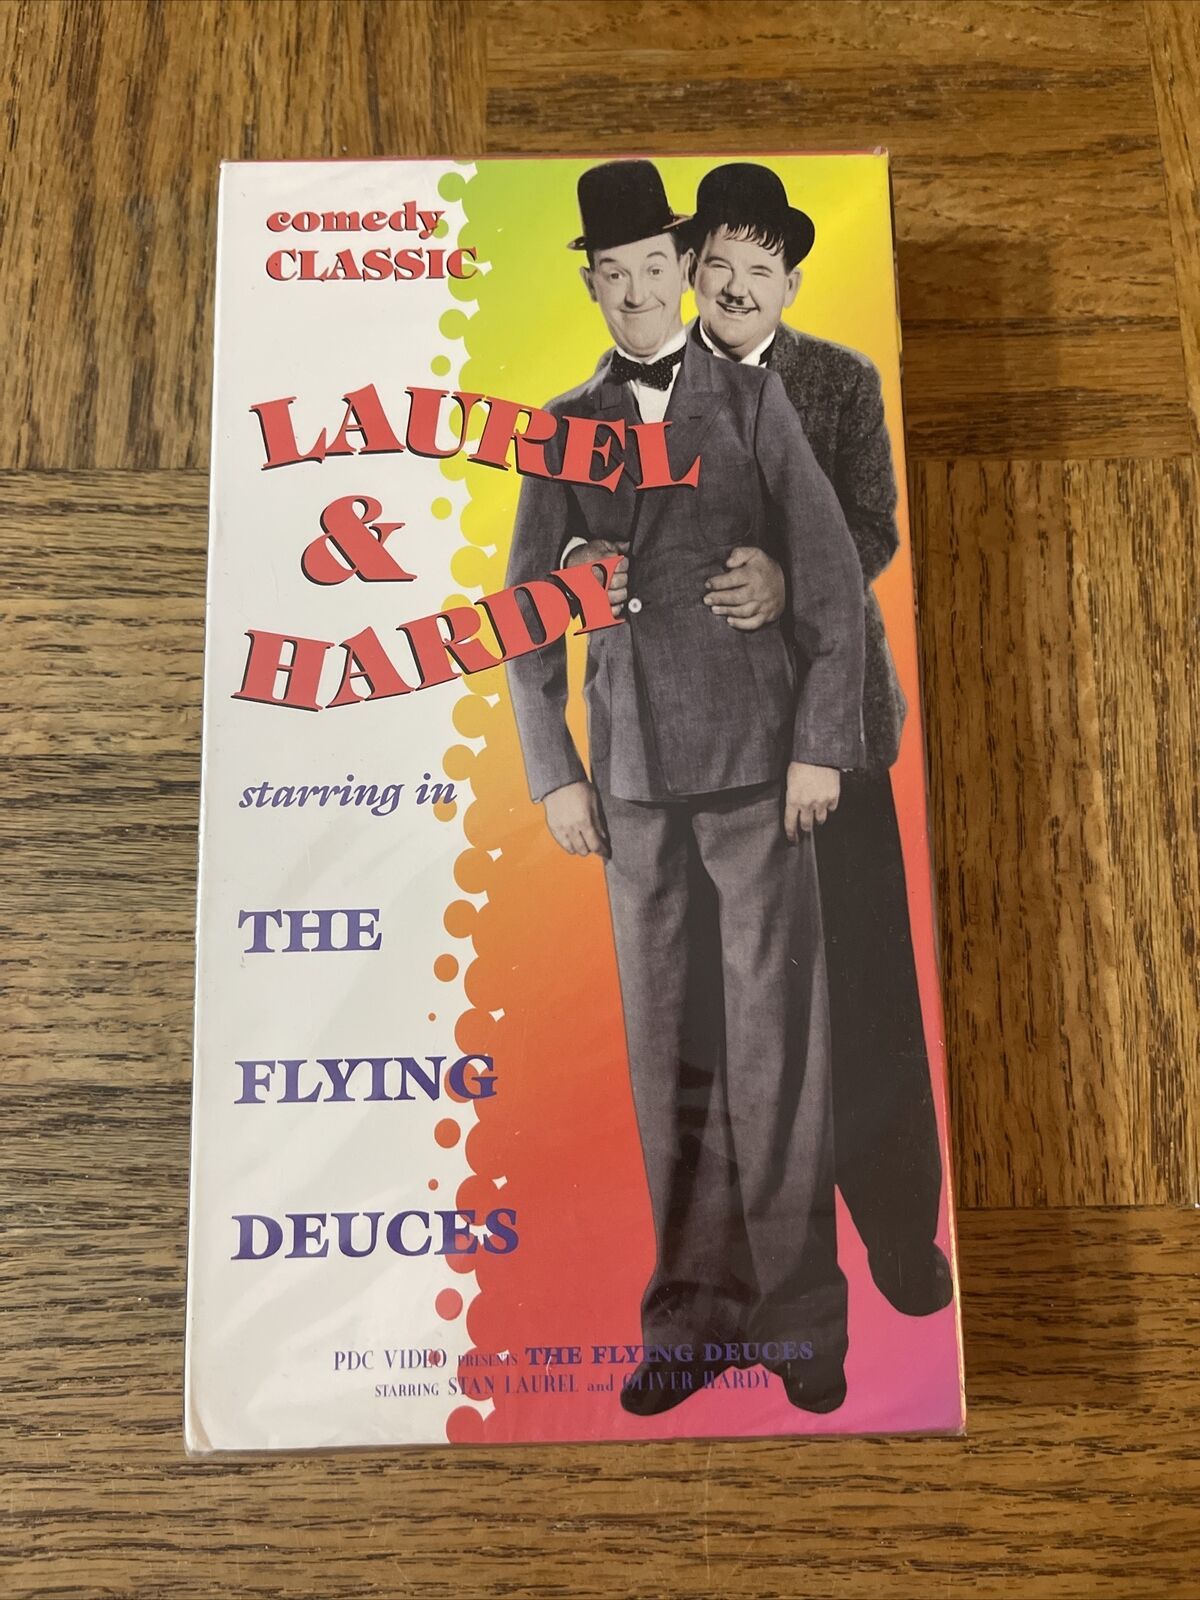 comedy
CLASSIC
LAUREL
&
HARDY
starring in
THE
FLYING
DEUCES
PDC VIDEO PRESENTS THE FLYING DEUCES
STARRING STAN LAUREL and OLIVER HARDY